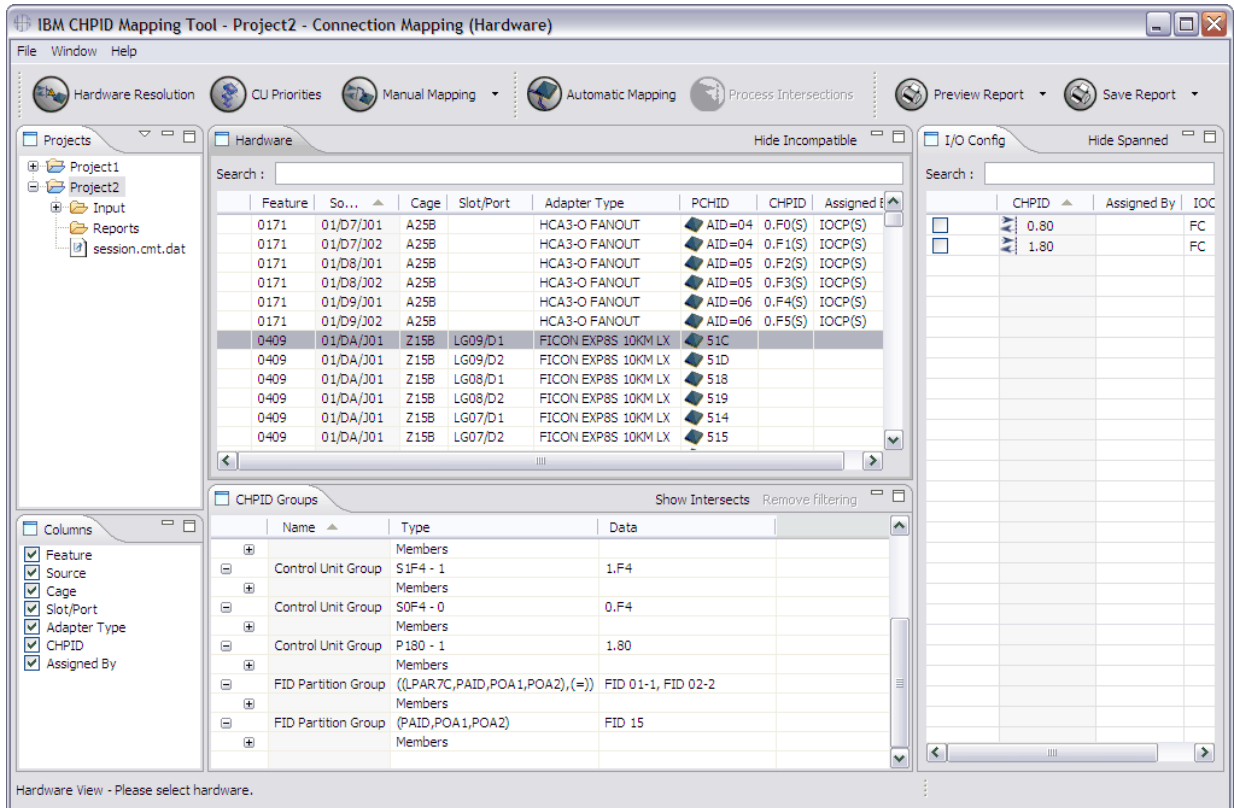 IBM CHPID Mapping Tool - Project2 - Connection Mapping (Hardware)
File Window Help
Hardware Resolution CU Priorities Manual Mapping Automatic Mapping Process Intersections Preview Report Save Report
Projects
Project1
Project2
Input
Reports
session.cmt.dat
Hardware Hide Incompatible
Search :
Feature So... Cage Slot/Port Adapter Type PCHID CHPID Assigned
0171 01/D7/J01 A25B HCA3-O FANOUT AID=04 0.F0(S) IOCP(S)
0171 01/D7/J02 A25B HCA3-O FANOUT AID=04 0.F1(S) IOCP(S)
0171 01/D8/J01 A25B HCA3-O FANOUT AID=05 0.F2(S) IOCP(S)
0171 01/D8/J02 A25B HCA3-O FANOUT AID=05 0.F3(S) IOCP(S)
0171 01/D9/J01 A25B HCA3-O FANOUT AID=06 0.F4(S) IOCP(S)
0171 01/D9/J02 A25B HCA3-O FANOUT AID=06 0.F5(S) IOCP(S)
0409 01/DA/J01 Z15B LG09/D1 FICON EXP8S 10KM LX 51C
0409 01/DA/J01 Z15B LG09/D2 FICON EXP8S 10KM LX 51D
0409 01/DA/J01 Z15B LG08/D1 FICON EXP8S 10KM LX 518
0409 01/DA/J01 Z15B LG08/D2 FICON EXP8S 10KM LX 519
0409 01/DA/J01 Z15B LG07/D1 FICON EXP8S 10KM LX 514
0409 01/DA/J01 Z15B LG07/D2 FICON EXP8S 10KM LX 515
I/O Config Hide Spanned
Search :
CHPID Assigned By IOC
0.80 FC
1.80 FC
Columns
Feature
Source
Cage
Slot/Port
Adapter Type
CHPID
Assigned By
CHPID Groups Show Intersects Remove filtering
Name Type Data
Members
Control Unit Group S1F4 - 1 1.F4
Members
Control Unit Group S0F4 - 0 0.F4
Members
Control Unit Group P180 - 1 1.80
Members
FID Partition Group ((LPAR7C,PAID,POA1,POA2),(=)) FID 01-1, FID 02-2
Members
FID Partition Group (PAID,POA1,POA2) FID 15
Members
Hardware View - Please select hardware.